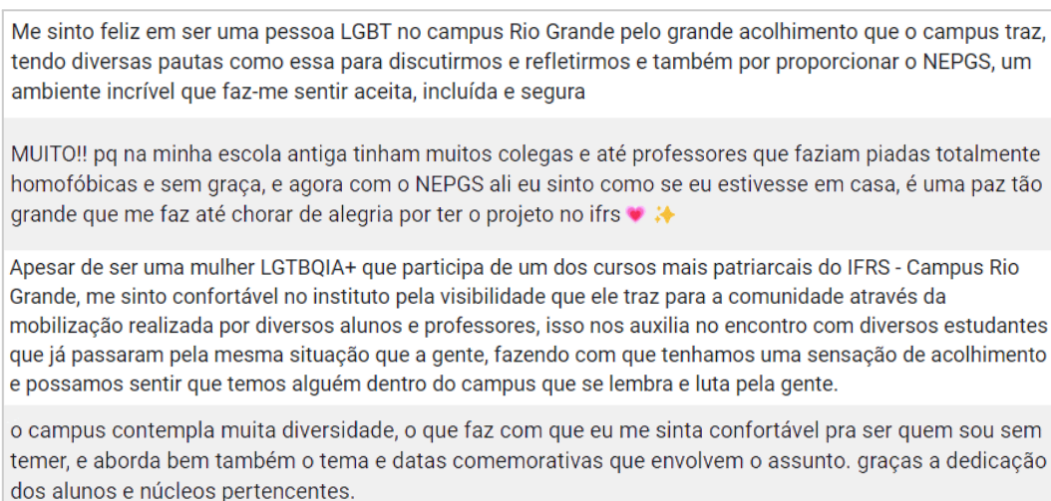 Me sinto feliz em ser uma pessoa LGBT no campus Rio Grande pelo grande acolhimento que o campus traz,
tendo diversas pautas como essa para discutirmos e refletirmos e também por proporcionar o NEPGS, um
ambiente incrível que faz-me sentir aceita, incluída e segura
MUITO!! pq na minha escola antiga tinham muitos colegas e até professores que faziam piadas totalmente
homofóbicas e sem graça, e agora com o NEPGS ali eu sinto como se eu estivesse em casa, é uma paz tão
grande que me faz até chorar de alegria por ter o projeto no ifrs 💗 ✨
Apesar de ser uma mulher LGTBQIA+ que participa de um dos cursos mais patriarcais do IFRS - Campus Rio
Grande, me sinto confortável no instituto pela visibilidade que ele traz para a comunidade através da
mobilização realizada por diversos alunos e professores, isso nos auxilia no encontro com diversos estudantes
que já passaram pela mesma situação que a gente, fazendo com que tenhamos uma sensação de acolhimento
e possamos sentir que temos alguém dentro do campus que se lembra e luta pela gente.
o campus contempla muita diversidade, o que faz com que eu me sinta confortável pra ser quem sou sem
temer, e aborda bem também o tema e datas comemorativas que envolvem o assunto. graças a dedicação
dos alunos e núcleos pertencentes.